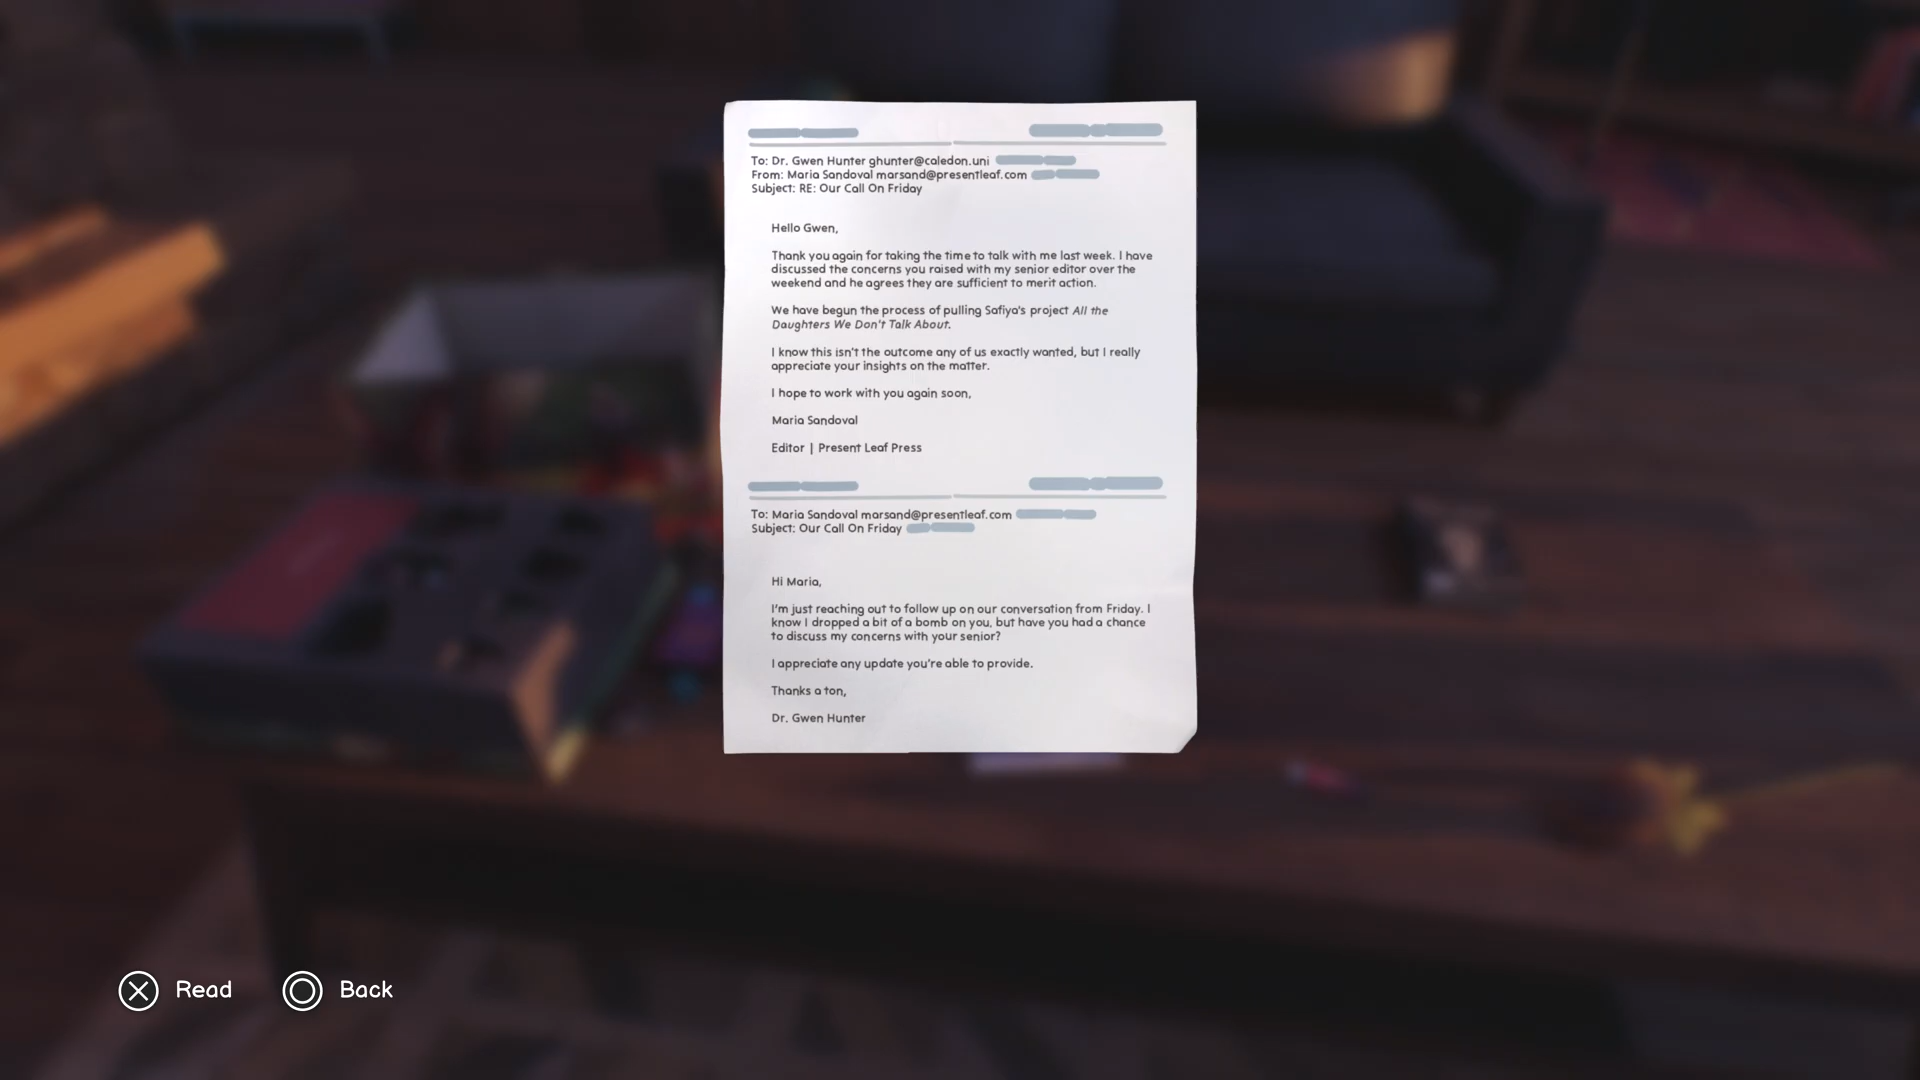 To: Dr. Gwen Hunter ghunter@caledon.uni
From: Maria Sandoval marsand@presentleaf.com
Subject: RE: Our Call On Friday
Hello Gwen,
Thank you again for taking the time to talk with me last week. I have
discussed the concerns you raised with my senior editor over the
weekend and he agrees they are sufficient to merit action.
We have begun the process of pulling Safiya's project All the
Daughters We Don't Talk About.
I know this isn't the outcome any of us exactly wanted, but I really
appreciate your insights on the matter.
I hope to work with you again soon,
Maria Sandoval
Editor | Present Leaf Press
To: Maria Sandoval marsand@presentleaf.com
Subject: Our Call On Friday
Hi Maria,
I'm just reaching out to follow up on our conversation from Friday. I
know I dropped a bit of a bomb on you, but have you had a chance
to discuss my concerns with your senior?
I appreciate any update you're able to provide.
Thanks a ton,
Dr. Gwen Hunter
Read
Back